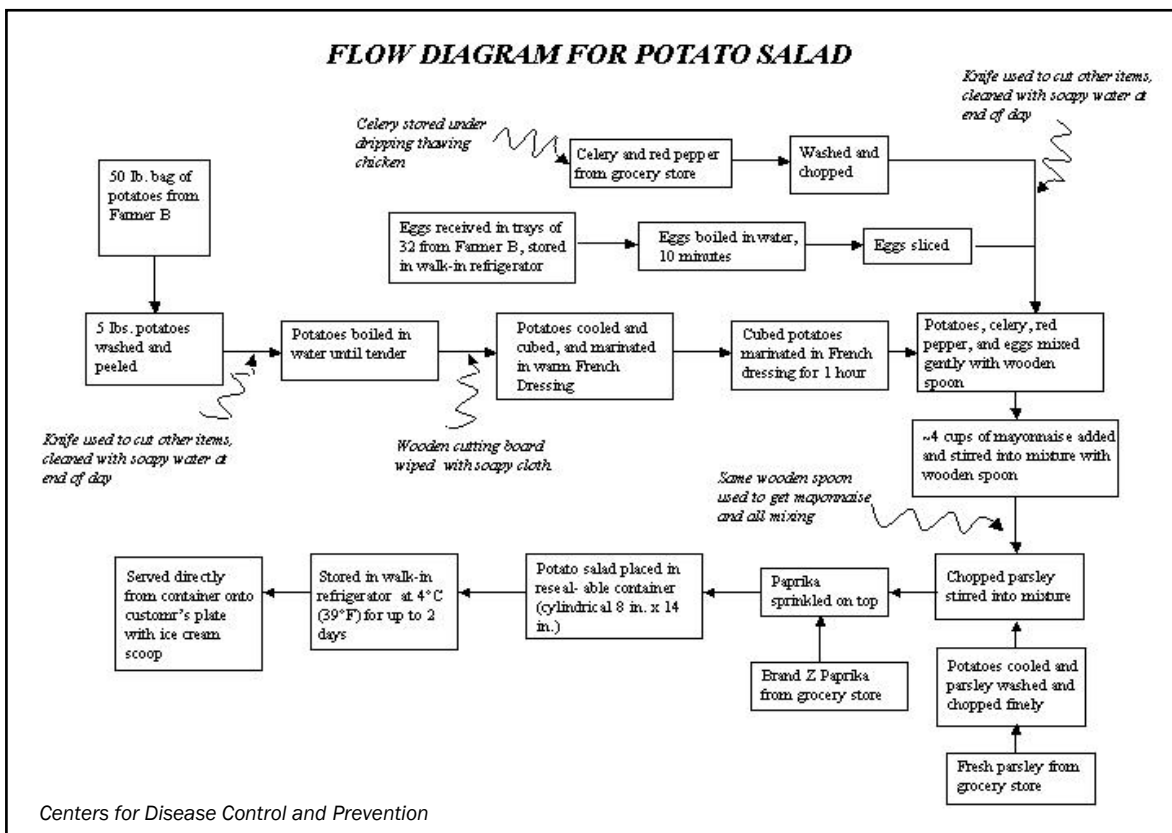 FLOW DIAGRAM FOR POTATO SALAD
Knife used to cut other items,
cleaned with soapy water at
end of day
Celery stored under
dripping thawing
chicken
Celery and red pepper
from grocery store
Washed and
chopped
50 lb. bag of
potatoes from
Farmer B
Eggs received in trays of
32 from Farmer B, stored
in walk-in refrigerator
Eggs boiled in water,
10 minutes
Eggs sliced
5 lbs. potatoes
washed and
peeled
Potatoes boiled in
water until tender
Potatoes cooled and
cubed, and marinated
in warm French
Dressing
Cubed potatoes
marinated in French
dressing for 1 hour
Potatoes, celery, red
pepper, and eggs mixed
gently with wooden
spoon
Knife used to cut other items,
cleaned with soapy water at
end of day
Wooden cutting board
wiped with soapy cloth
~4 cups of mayonnaise added
and stirred into mixture with
wooden spoon
Same wooden spoon
used to get mayonnaise
and all mixing
Served directly
from container onto
custumr's plate
with ice cream
scoop
Stored in walk-in
refrigerator at 4°C
(39°F) for up to 2
days
Potato salad placed in
reseal- able container
(cylindrical 8 in. x 14
in.)
Paprika
sprinkled on top
Chopped parsley
stirred into mixture
Brand Z Paprika
from grocery store
Potatoes cooled and
parsley washed and
chopped finely
Fresh parsley from
grocery store
Centers for Disease Control and Prevention